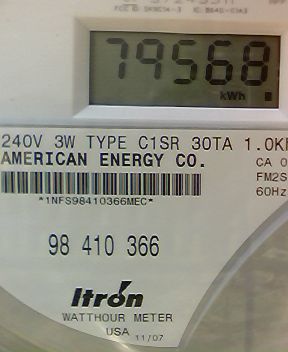 79568
kWh
240V 3W TYPE C1SR 30TA 1.0K
AMERICAN ENERGY CO.
CA 0
FM2S
60Hz
*1NFS98410366MEC*
98 410 366
Itron
WATTHOUR METER
USA 11/07